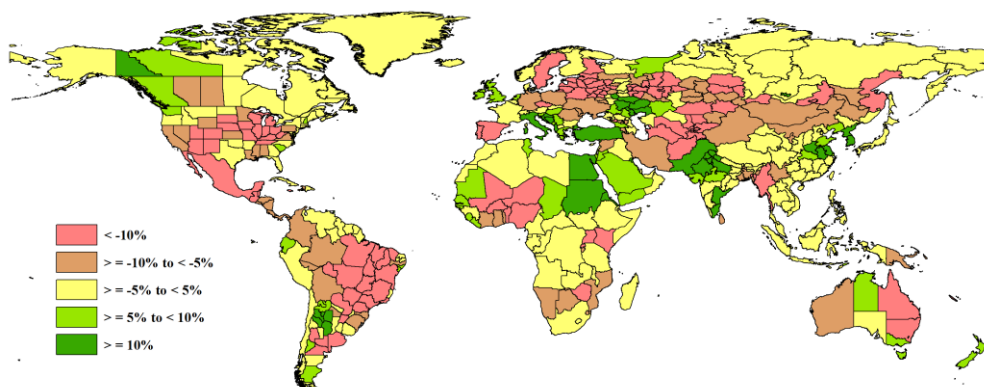 < -10%
> = -10% to < -5%
> = -5% to < 5%
> = 5% to < 10%
> = 10%